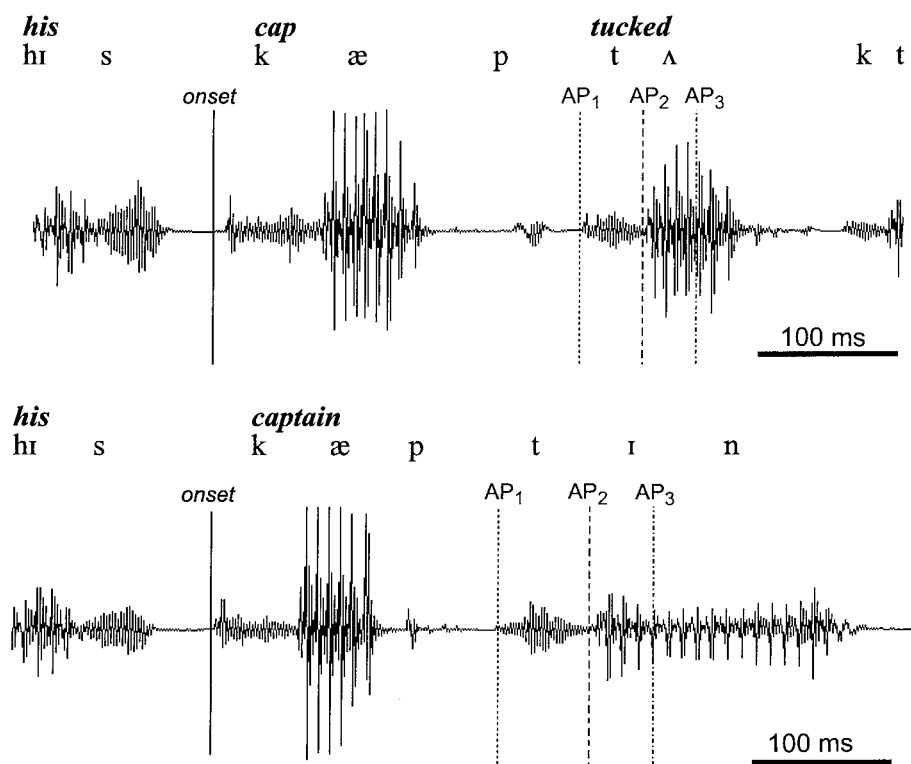 his cap tucked
hɪ s k æ p t ʌ k t
onset AP₁ AP₂ AP₃
100 ms
his captain
hɪ s k æ p t ɪ n
onset AP₁ AP₂ AP₃
100 ms